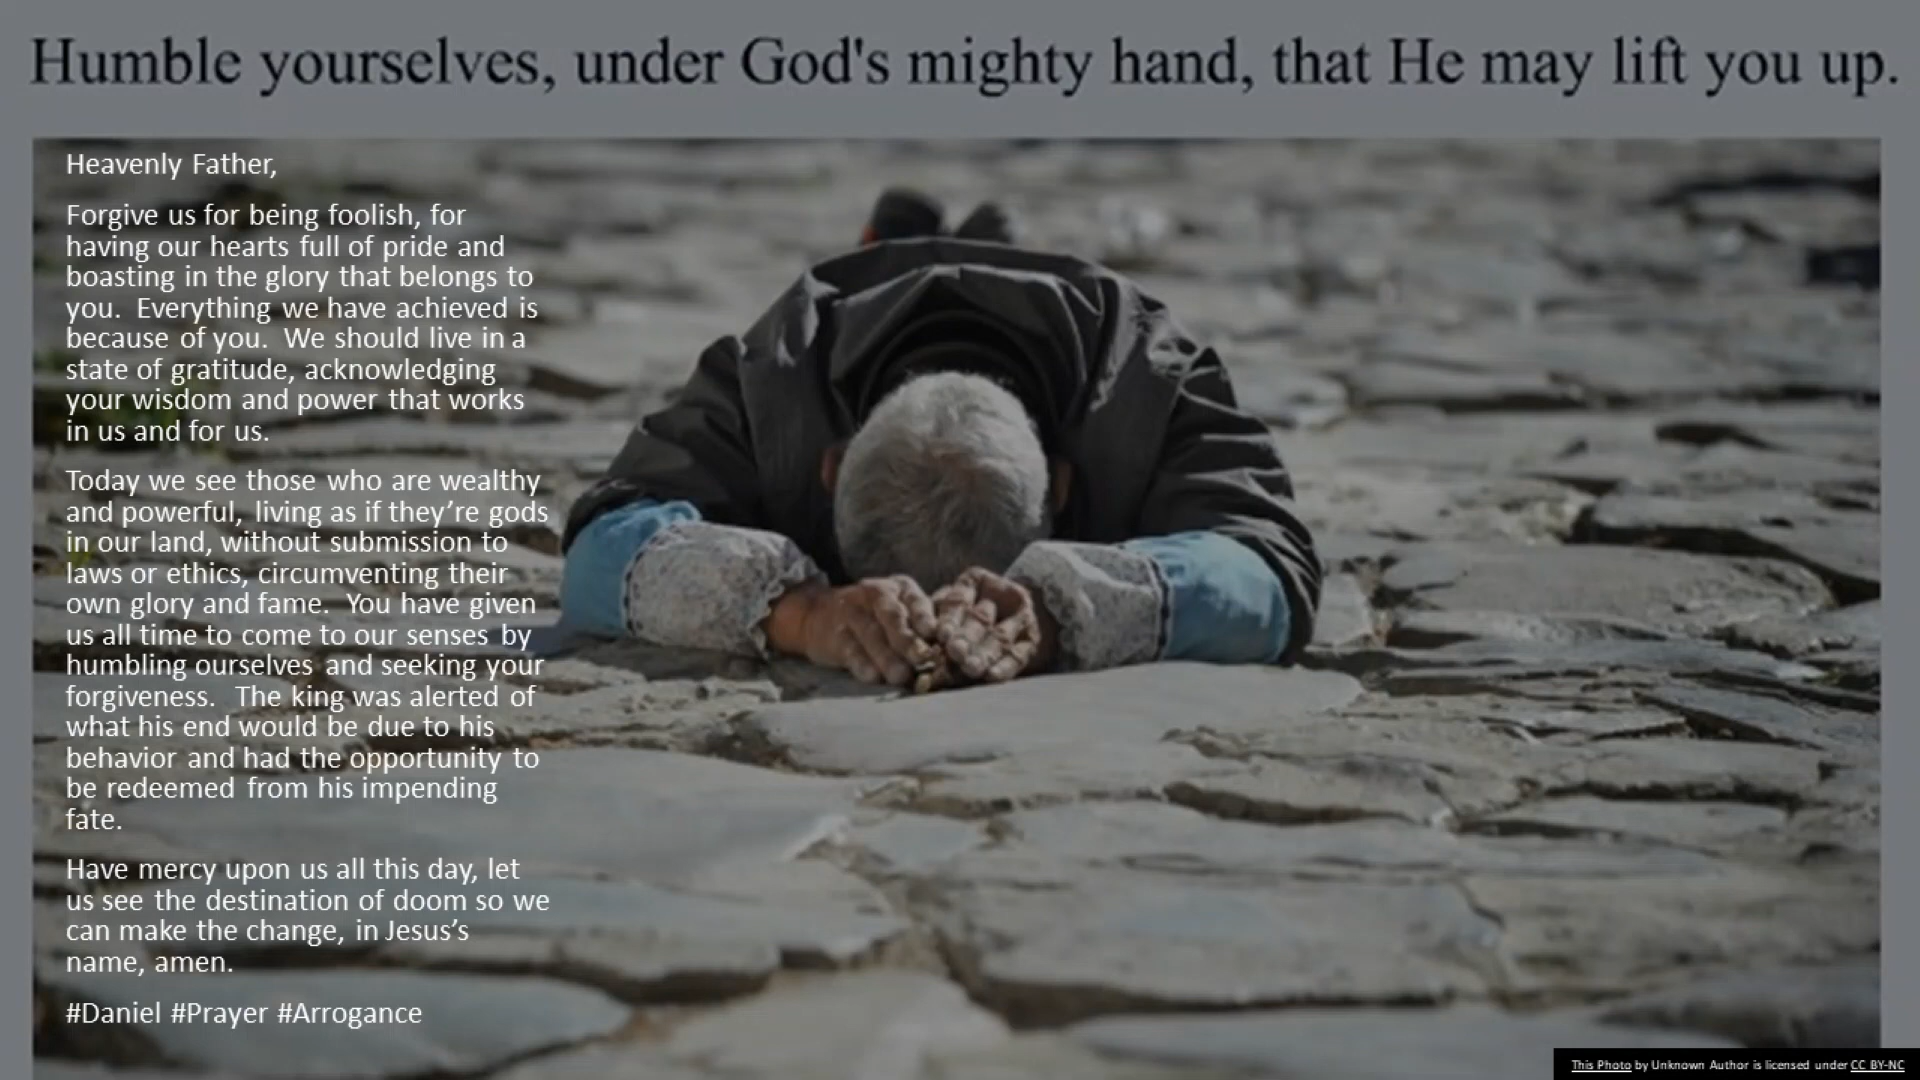 Humble yourselves, under God's mighty hand, that He may lift you up.
Heavenly Father,
Forgive us for being foolish, for
having our hearts full of pride and
boasting in the glory that belongs to
you.  Everything we have achieved is
because of you.  We should live in a
state of gratitude, acknowledging
your wisdom and power that works
in us and for us.
Today we see those who are wealthy
and powerful, living as if they’re gods
in our land, without submission to
laws or ethics, circumventing their
own glory and fame.  You have given
us all time to come to our senses by
humbling ourselves and seeking your
forgiveness.  The king was alerted of
what his end would be due to his
behavior and had the opportunity to
be redeemed from his impending
fate.
Have mercy upon us all this day, let
us see the destination of doom so we
can make the change, in Jesus’s
name, amen.
#Daniel #Prayer #Arrogance
This Photo by Unknown Author is licensed under CC BY-NC